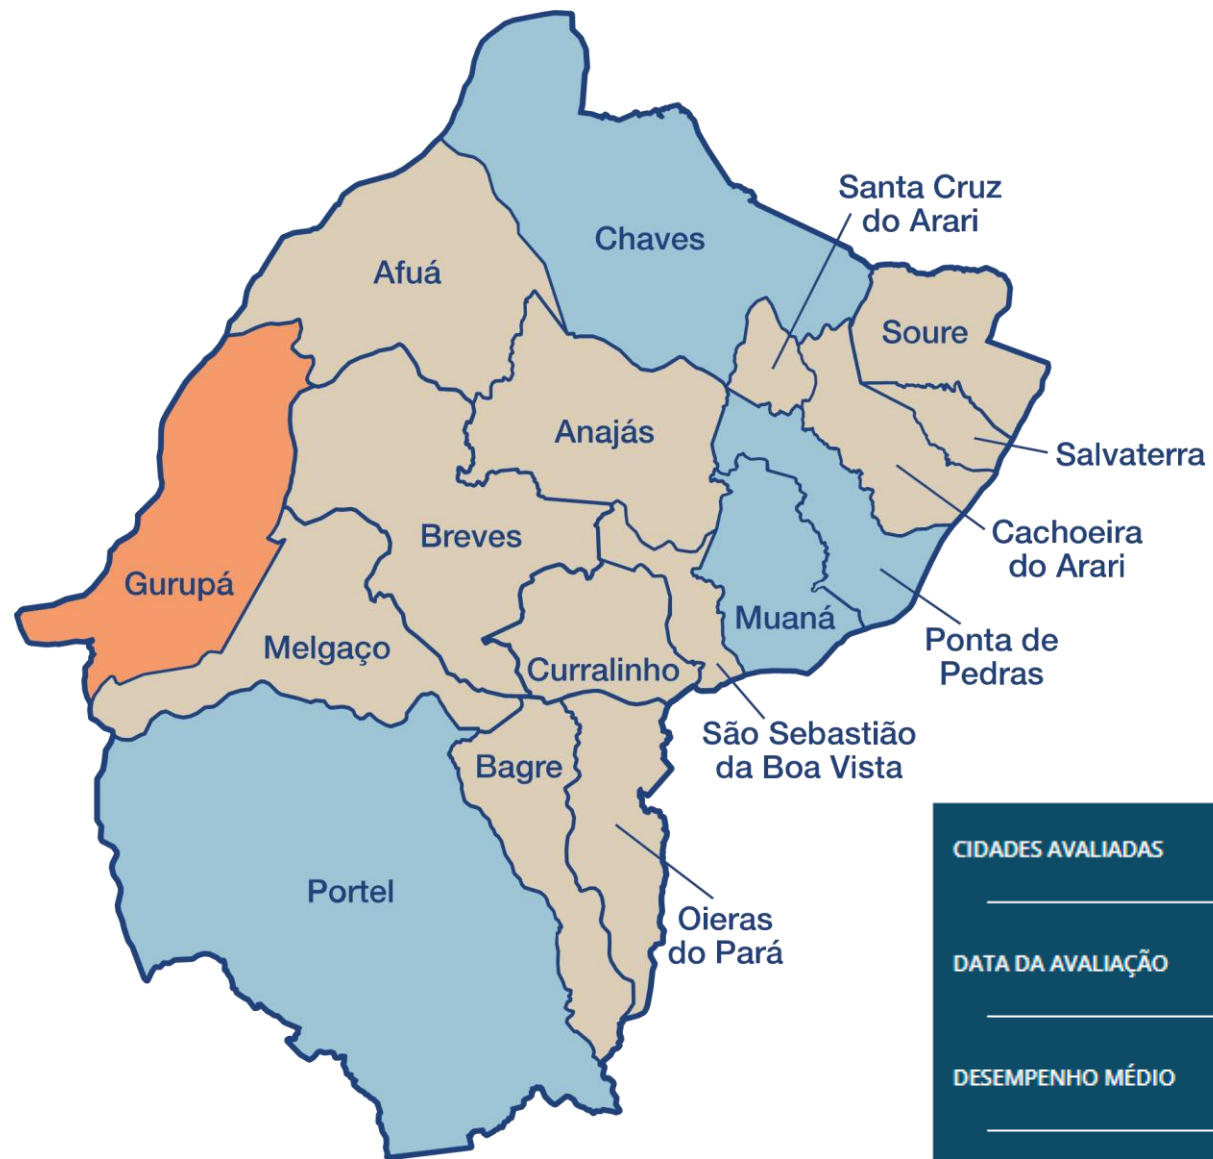 Santa Cruz
do Arari
Chaves
Afuá
Soure
Anajás
Salvaterra
Breves
Cachoeira
do Arari
Gurupá
Muaná
Melgaço
Ponta de
Pedras
Curralinho
São Sebastião
da Boa Vista
Bagre
Portel
Oieras
do Pará
CIDADES AVALIADAS
DATA DA AVALIAÇÃO
DESEMPENHO MÉDIO